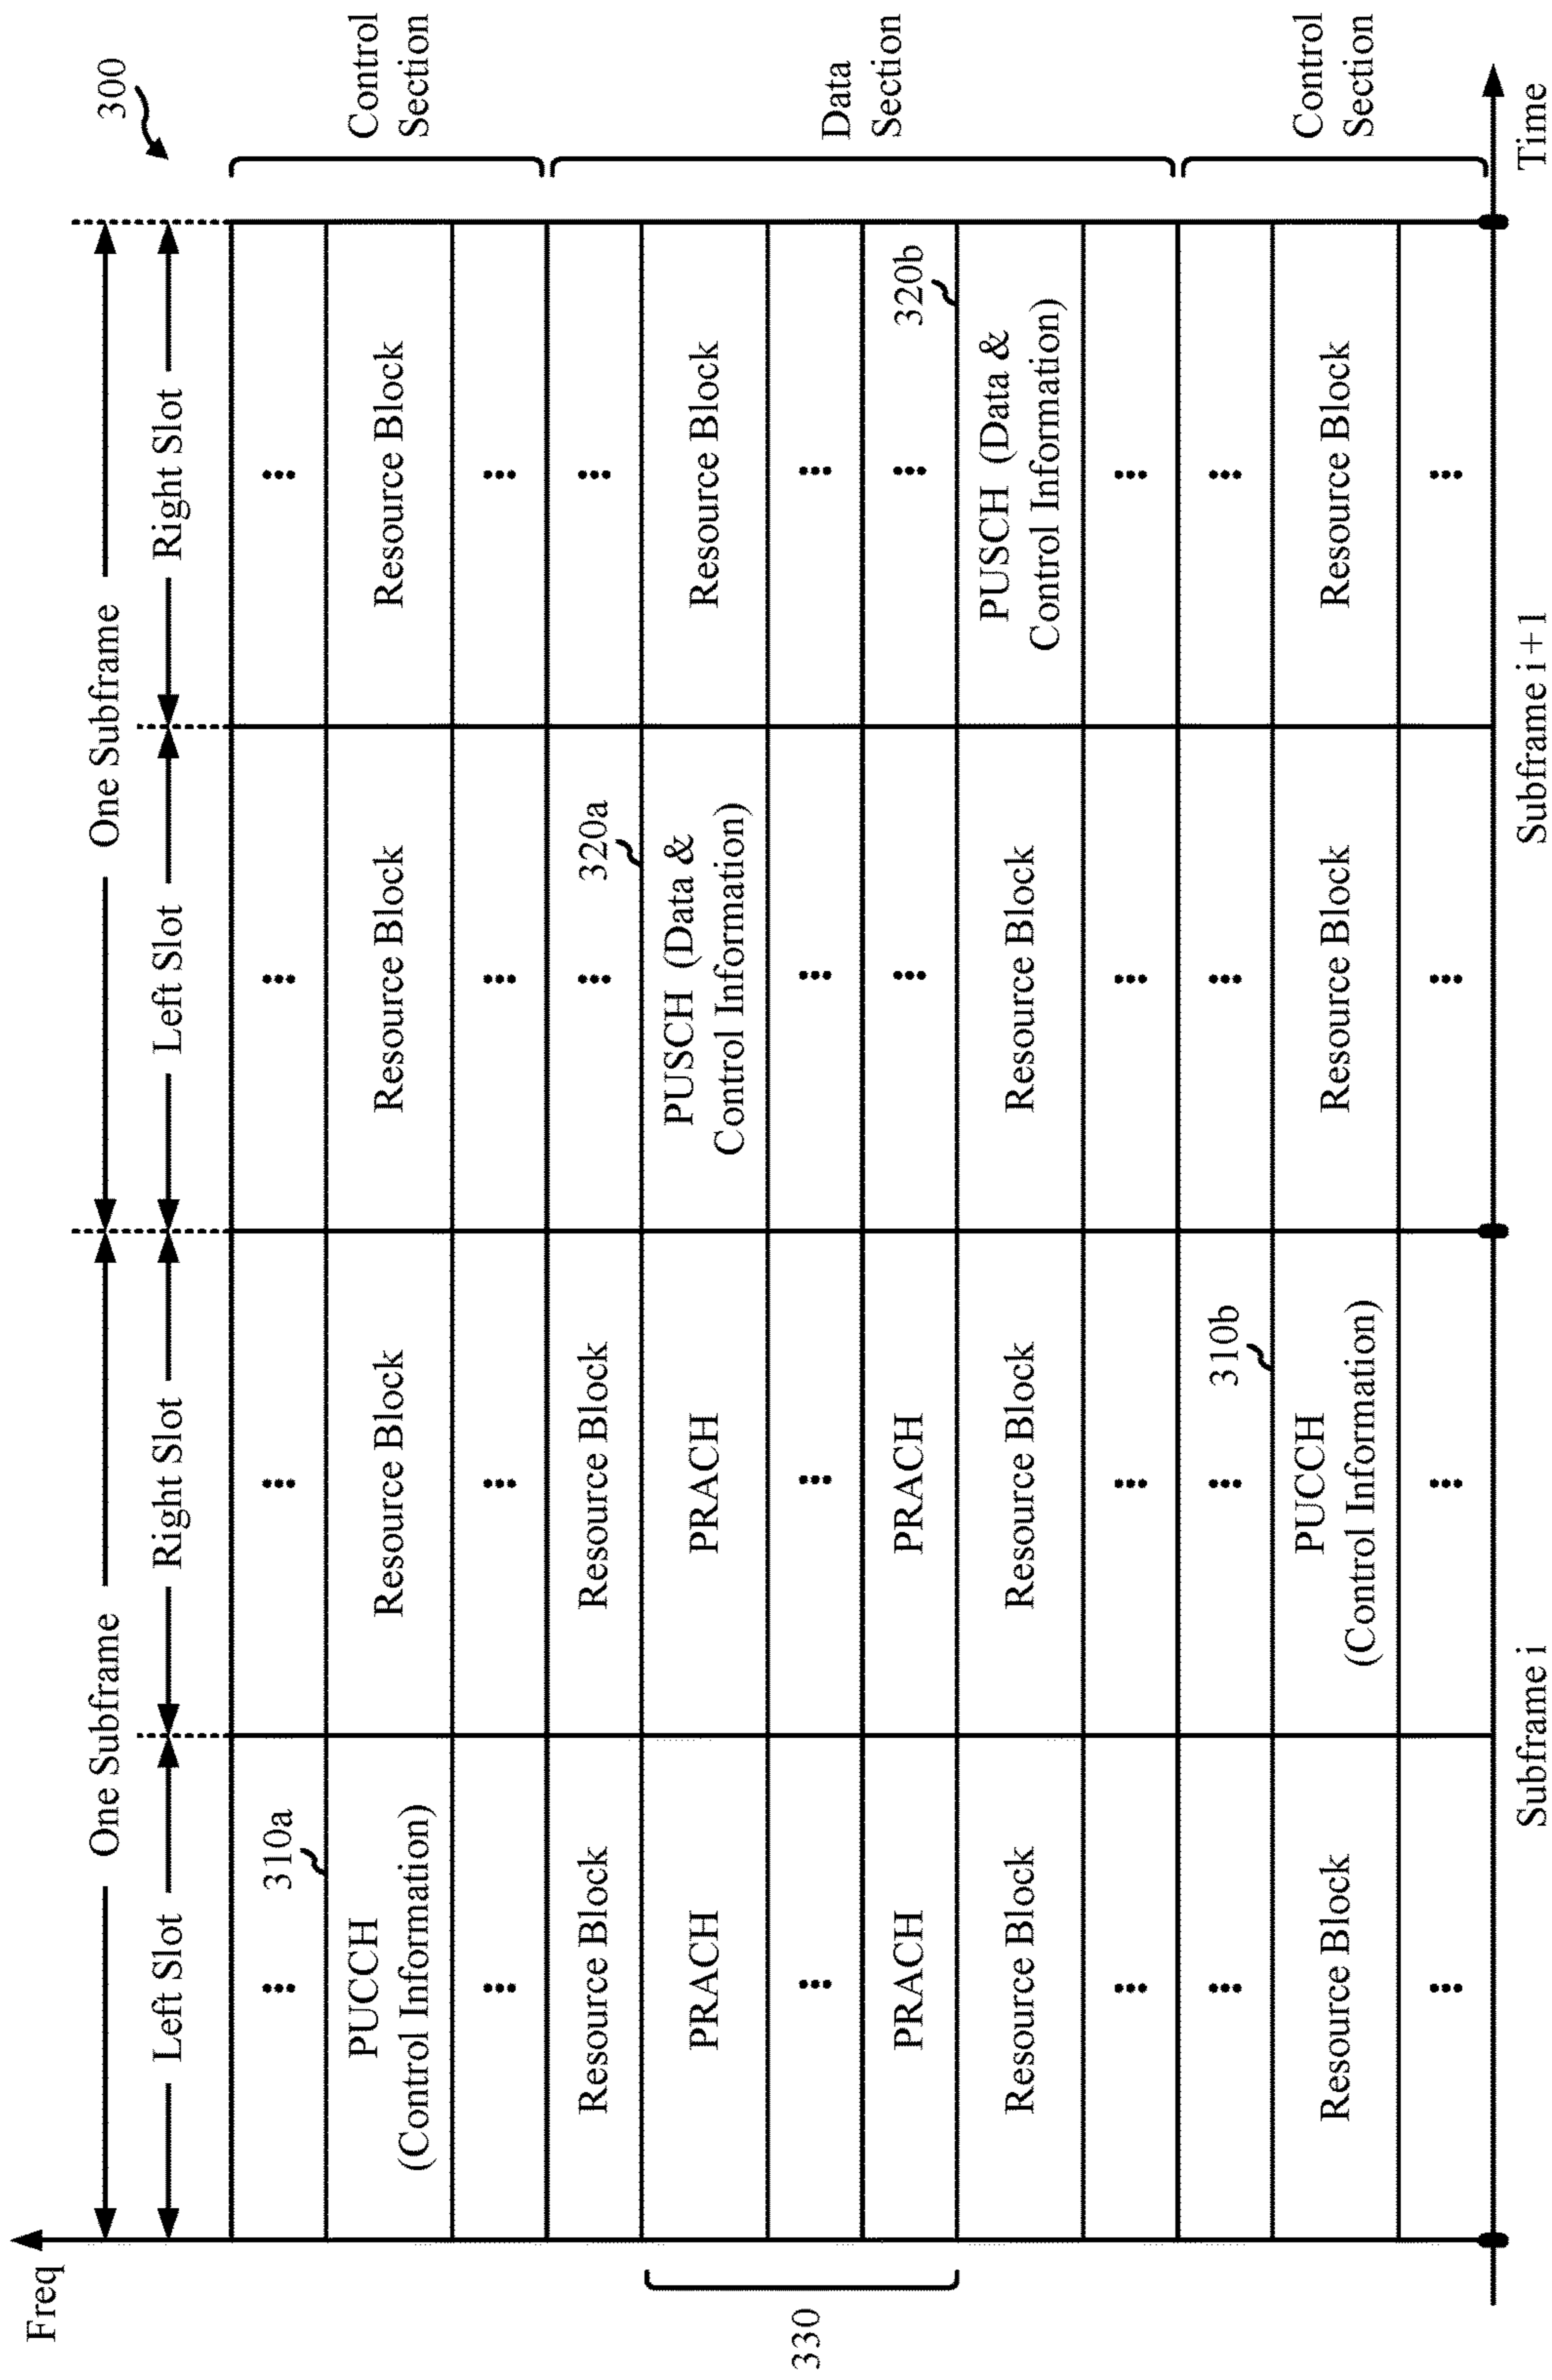 300
One Subframe
One Subframe
Left Slot
Right Slot
Left Slot
Right Slot
Freq
310a
⋮
⋮
⋮
⋮
Control
Section
PUCCH
(Control Information)
Resource Block
Resource Block
Resource Block
⋮
⋮
⋮
⋮
Resource Block
Resource Block
⋮
320a
⋮
330
PRACH
PRACH
PUSCH (Data &
Control Information)
Resource Block
Data
Section
⋮
⋮
⋮
⋮
PRACH
PRACH
⋮
⋮
320b
Resource Block
Resource Block
Resource Block
PUSCH (Data &
Control Information)
⋮
⋮
⋮
⋮
⋮
⋮
310b
⋮
⋮
Control
Section
Resource Block
PUCCH
(Control Information)
Resource Block
Resource Block
⋮
⋮
⋮
⋮
Subframe i
Subframe i + 1
Time